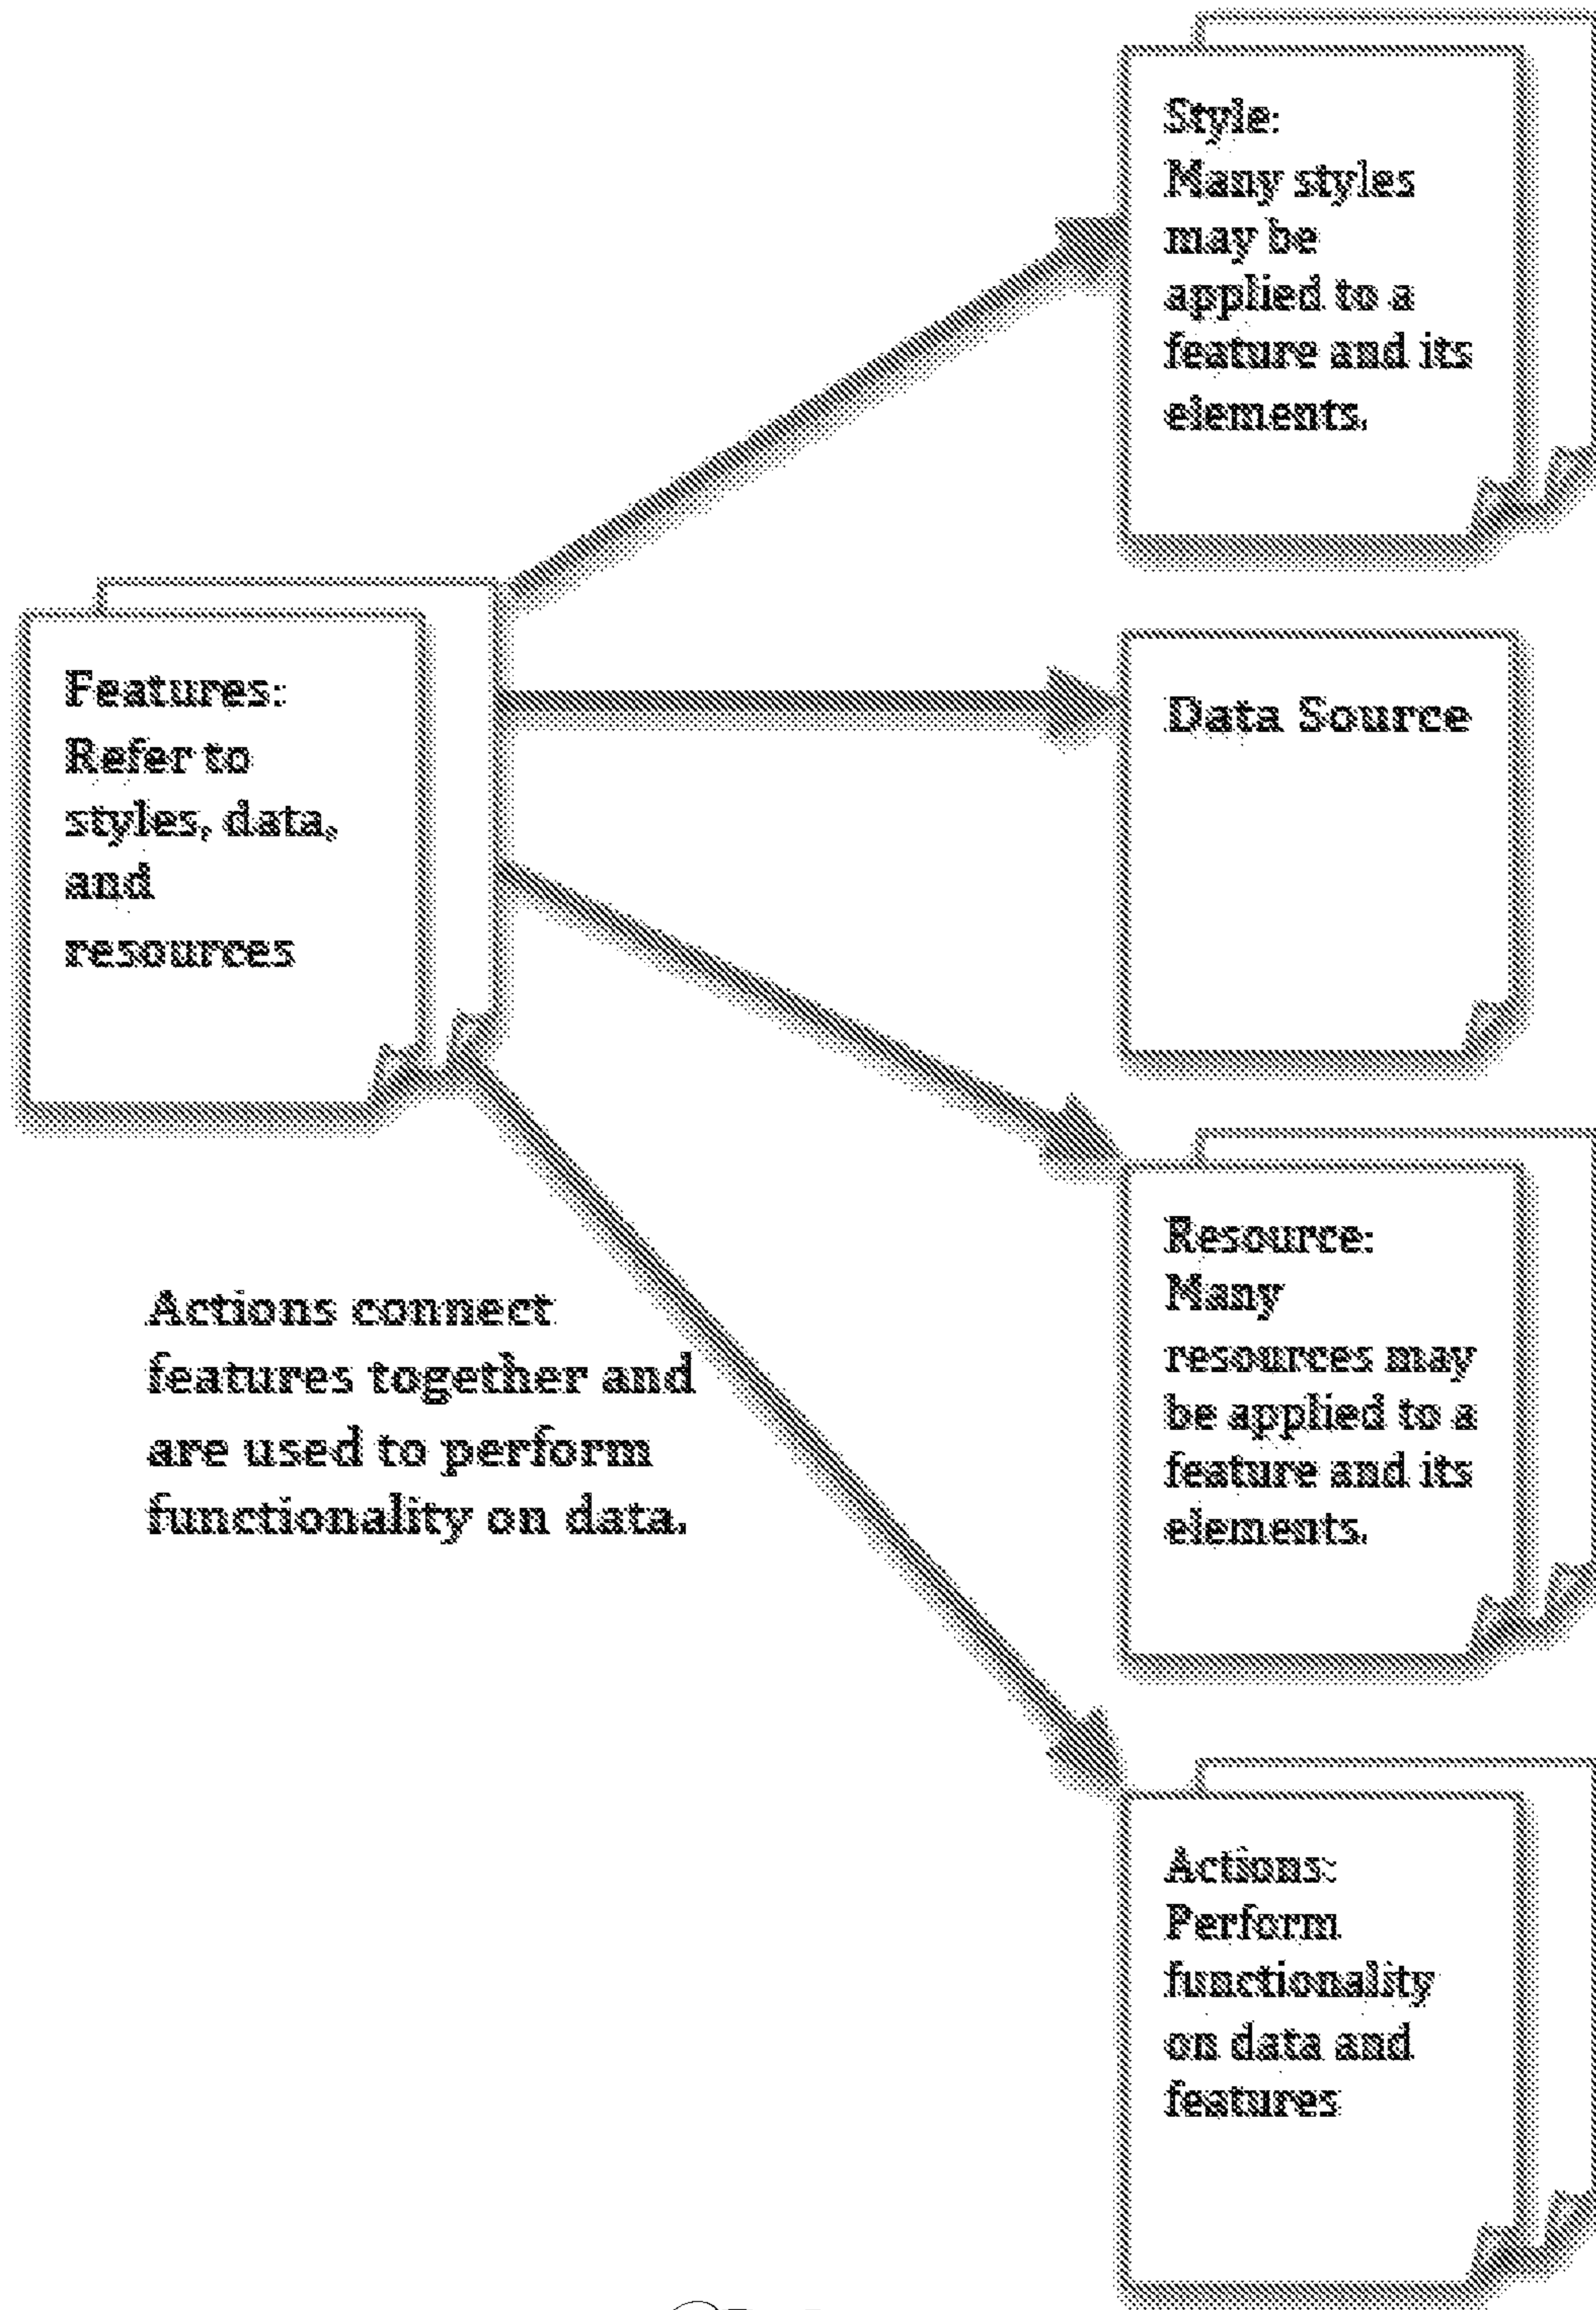 Style:
Many styles
may be
applied to a
feature and its
elements.
Features:
Refer to
styles, data,
and
resources
Data Source
Resource:
Many
resources may
be applied to a
feature and its
elements.
Actions connect
features together and
are used to perform
functionality on data.
Actions:
Perform
functionality
on data and
features